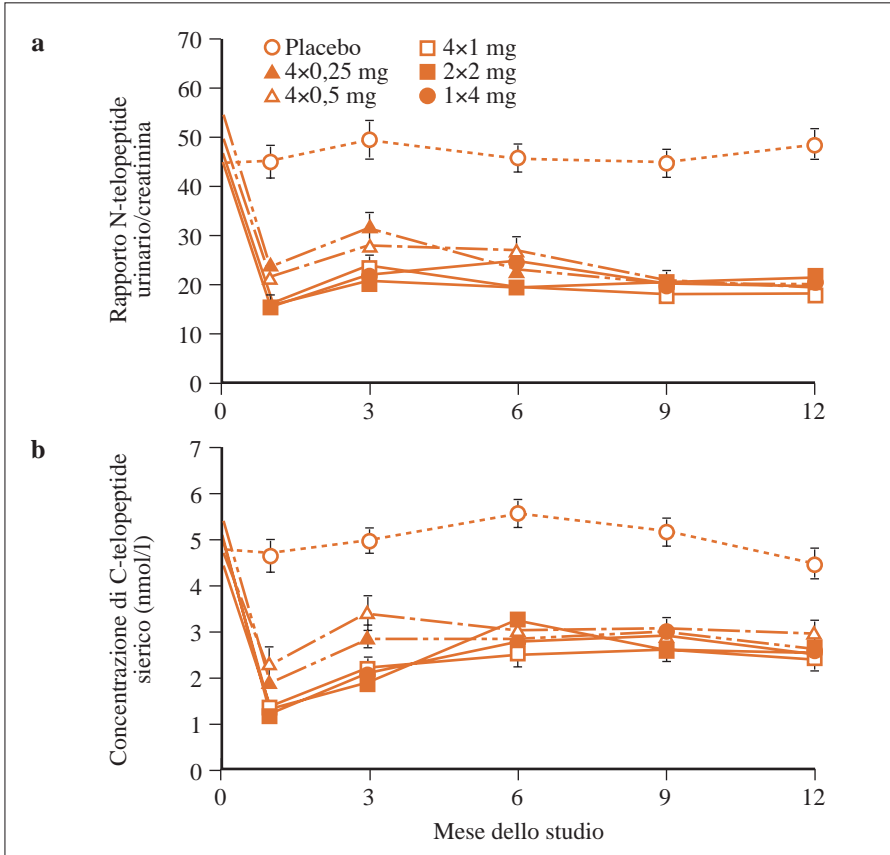 a
Rapporto N-telopeptide
urinario/creatinina
70
60
50
40
30
20
10
0
Placebo
4×0,25 mg
4×0,5 mg
4×1 mg
2×2 mg
1×4 mg
0
3
6
9
12
b
Concentrazione di C-telopeptide
sierico (nmol/l)
7
6
5
4
3
2
1
0
0
3
6
9
12
Mese dello studio